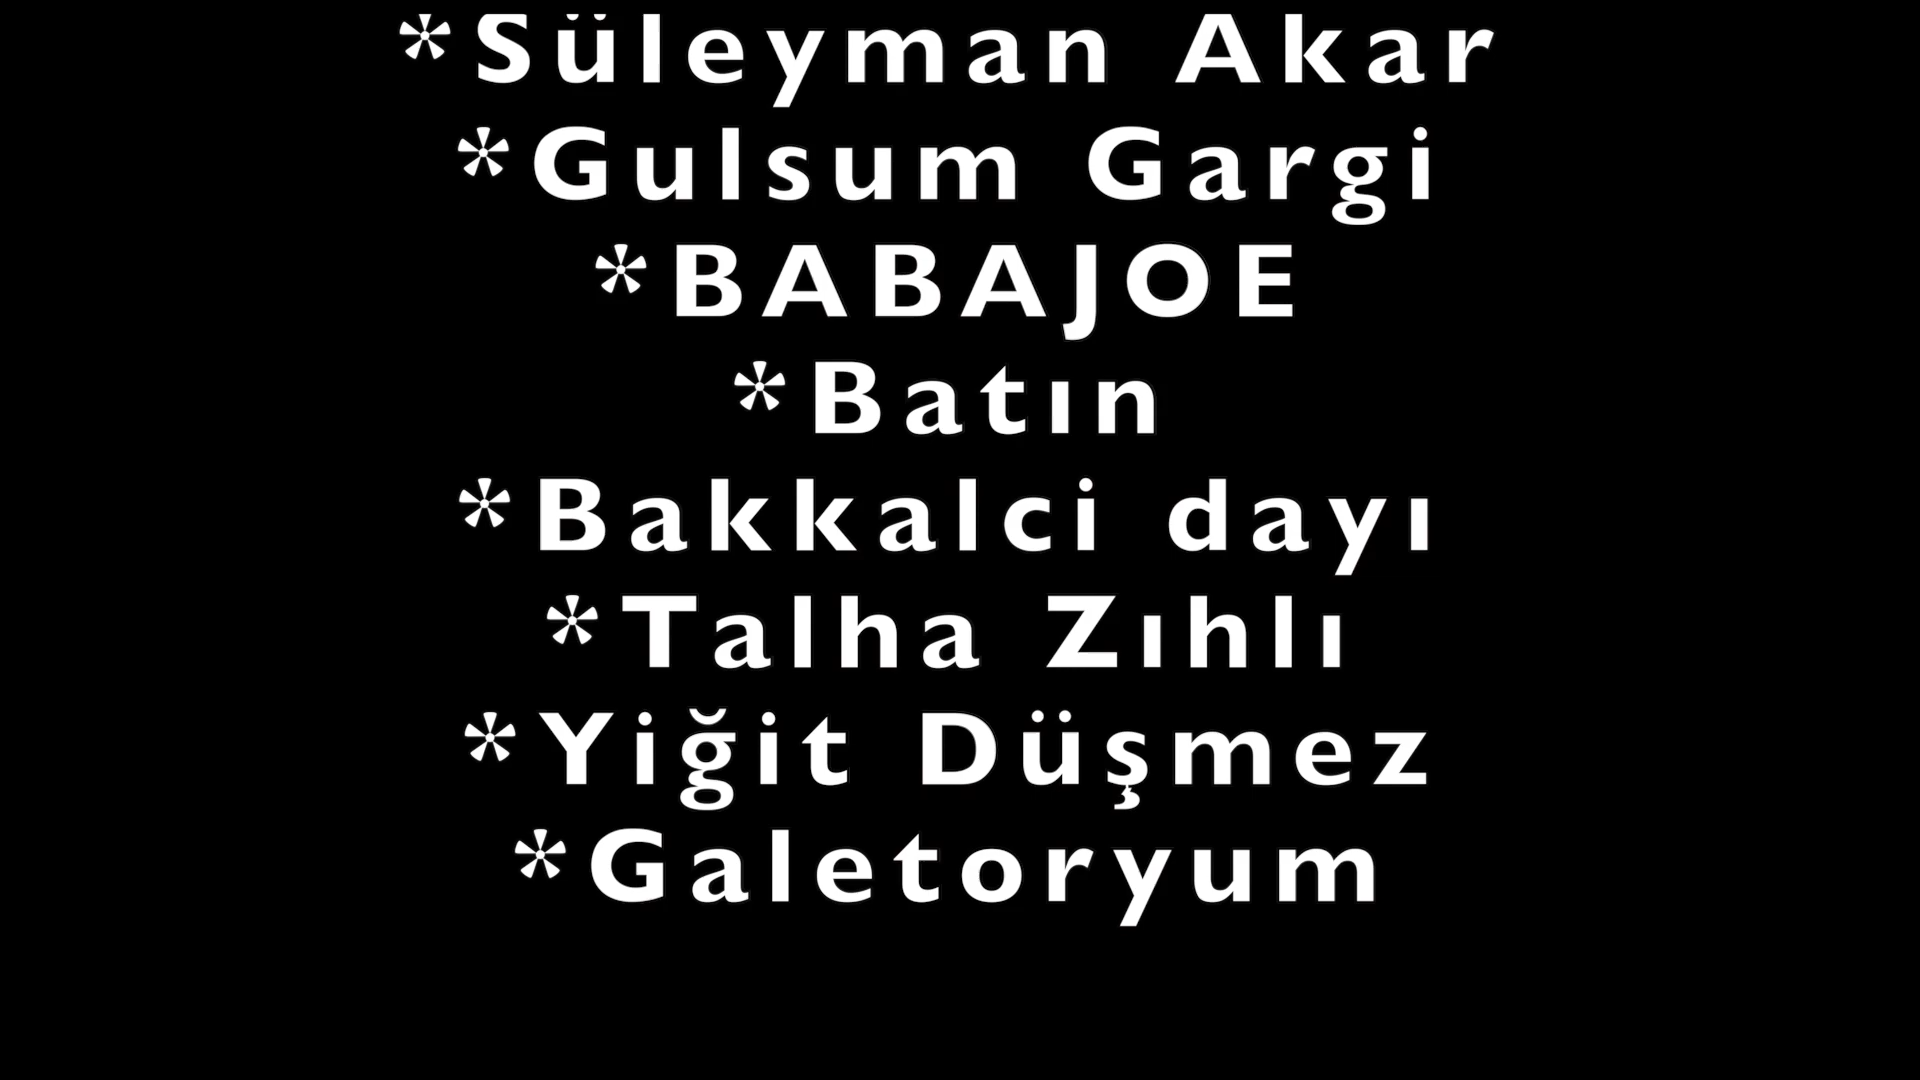 *Süleyman Akar
*Gulsum Gargi
*BABAJOE
*Batın
*Bakkalci dayı
*Talha Zıhlı
*Yiğit Düşmez
*Galetoryum